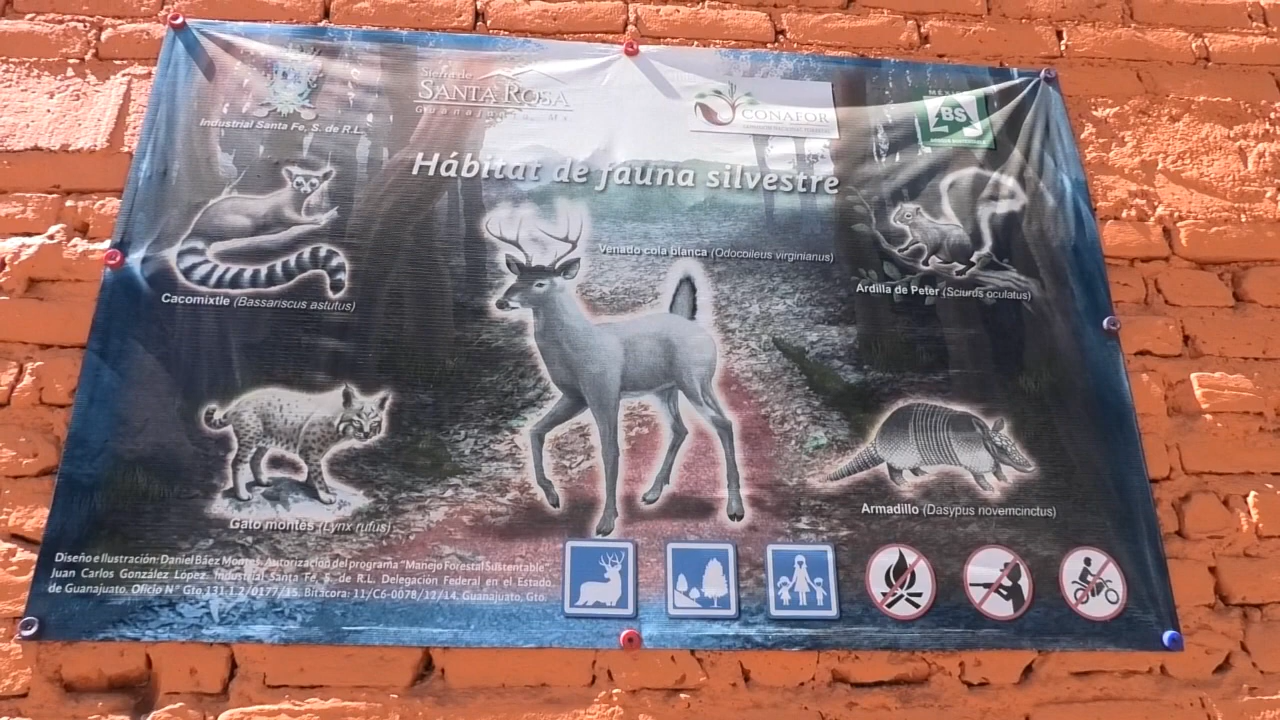 Industrial Santa Fe, S. de R.L.
Sierra de
SANTA ROSA
Guanajuato, Mx
CONAFOR
MÉXICO
BS
Hábitat de fauna silvestre
Venado cola blanca (Odocoileus virginianus)
Cacomixtle (Bassariscus astutus)
Ardilla de Peter (Sciurus oculatus)
Gato montés (Lynx rufus)
Armadillo (Dasypus novemcinctus)
Diseño e Ilustración: Daniel Báez Montes. Autorización del programa "Manejo Forestal Sustentable"
Juan Carlos González López. Industrial Santa Fe, S. de R.L. Delegación Federal en el Estado
de Guanajuato. Oficio N° Gto.131.1.2/0177/15. Bitácora: 11/C6-0078/12/14. Guanajuato, Gto.